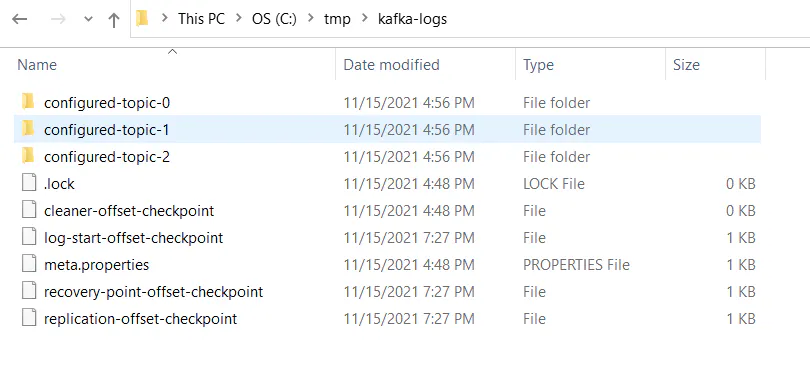 This PC > OS (C:) > tmp > kafka-logs
Name Date modified Type Size
configured-topic-0 11/15/2021 4:56 PM File folder
configured-topic-1 11/15/2021 4:56 PM File folder
configured-topic-2 11/15/2021 4:56 PM File folder
.lock 11/15/2021 4:48 PM LOCK File 0 KB
cleaner-offset-checkpoint 11/15/2021 4:48 PM File 0 KB
log-start-offset-checkpoint 11/15/2021 7:27 PM File 1 KB
meta.properties 11/15/2021 4:48 PM PROPERTIES File 1 KB
recovery-point-offset-checkpoint 11/15/2021 7:27 PM File 1 KB
replication-offset-checkpoint 11/15/2021 7:27 PM File 1 KB